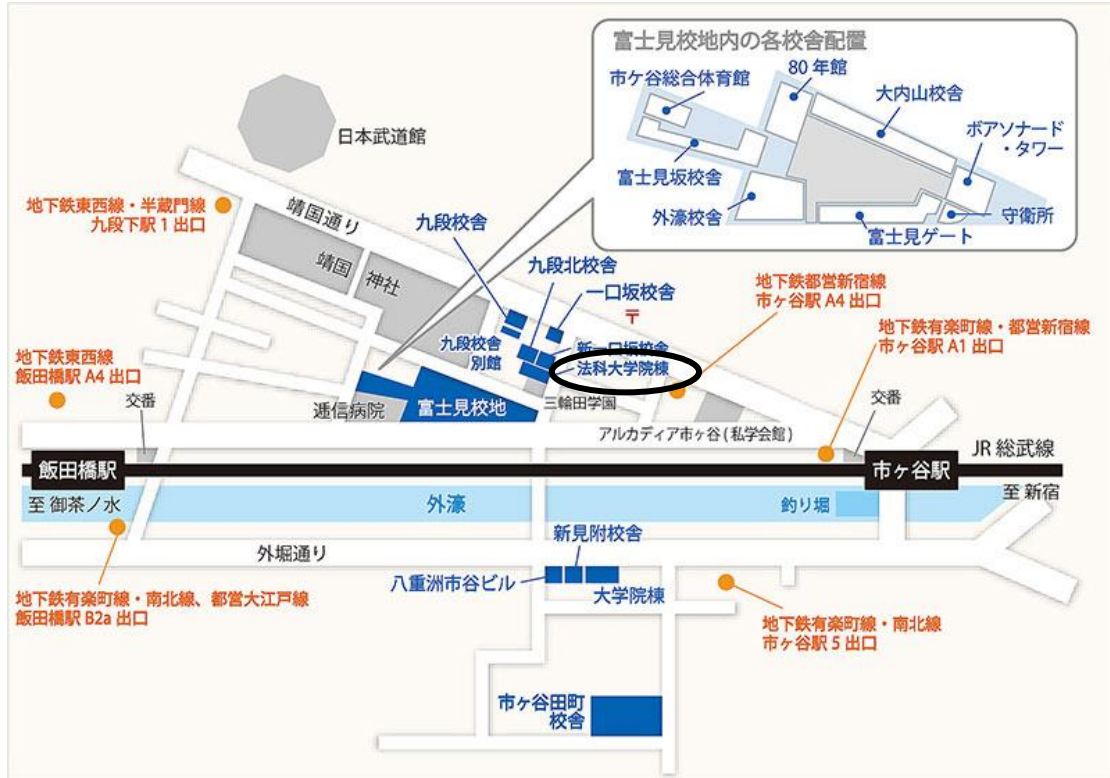 富士見校地内の各校舎配置
市ケ谷総合体育館
80年館
大内山校舎
ボアソナード
・タワー
富士見坂校舎
外濠校舎
守衛所
富士見ゲート
日本武道館
地下鉄東西線・半蔵門線
九段下駅1出口
靖国通り
靖国
神社
九段校舎
九段北校舎
一口坂校舎
〒
地下鉄都営新宿線
市ヶ谷駅A4出口
地下鉄有楽町線・都営新宿線
市ヶ谷駅A1出口
九段校舎
別館
新一口坂校舎
法科大学院棟
地下鉄東西線
飯田橋駅A4出口
交番
逓信病院
富士見校地
三輪田学園
アルカディア市ヶ谷(私学会館)
交番
飯田橋駅
市ヶ谷駅
JR総武線
至御茶ノ水
外濠
釣り堀
至新宿
外堀通り
新見附校舎
八重洲市谷ビル
大学院棟
地下鉄有楽町線・南北線、都営大江戸線
飯田橋駅B2a出口
地下鉄有楽町線・南北線
市ヶ谷駅5出口
市ヶ谷田町
校舎